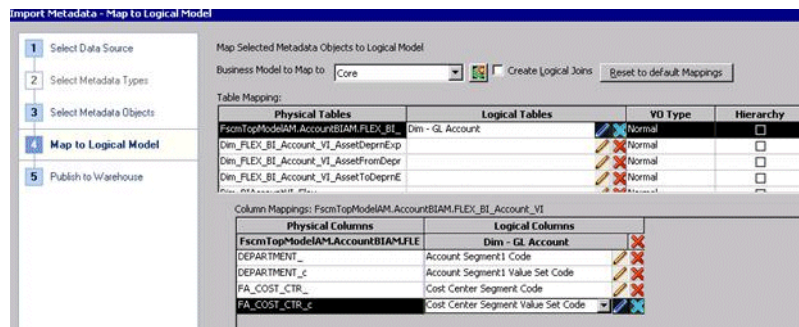 Import Metadata - Map to Logical Model
1 Select Data Source
2 Select Metadata Types
3 Select Metadata Objects
4 Map to Logical Model
5 Publish to Warehouse
Map Selected Metadata Objects to Logical Model
Business Model to Map to Core Create Logical Joins Reset to default Mappings
Table Mapping:
Physical Tables Logical Tables VO Type Hierarchy
FscmTopModelAM.AccountBIAM.FLEX_BI_ Dim - GL Account Normal
Dim_FLEX_BI_Account_VI_AssetDeprnExp Normal
Dim_FLEX_BI_Account_VI_AssetFromDepr Normal
Dim_FLEX_BI_Account_VI_AssetToDeprnE Normal
Column Mappings: FscmTopModelAM.AccountBIAM.FLEX_BI_Account_VI
Physical Columns Logical Columns
FscmTopModelAM.AccountBIAM.FLE Dim - GL Account
DEPARTMENT_ Account Segment1 Code
DEPARTMENT_c Account Segment1 Value Set Code
FA_COST_CTR_ Cost Center Segment Code
FA_COST_CTR_c Cost Center Segment Value Set Code